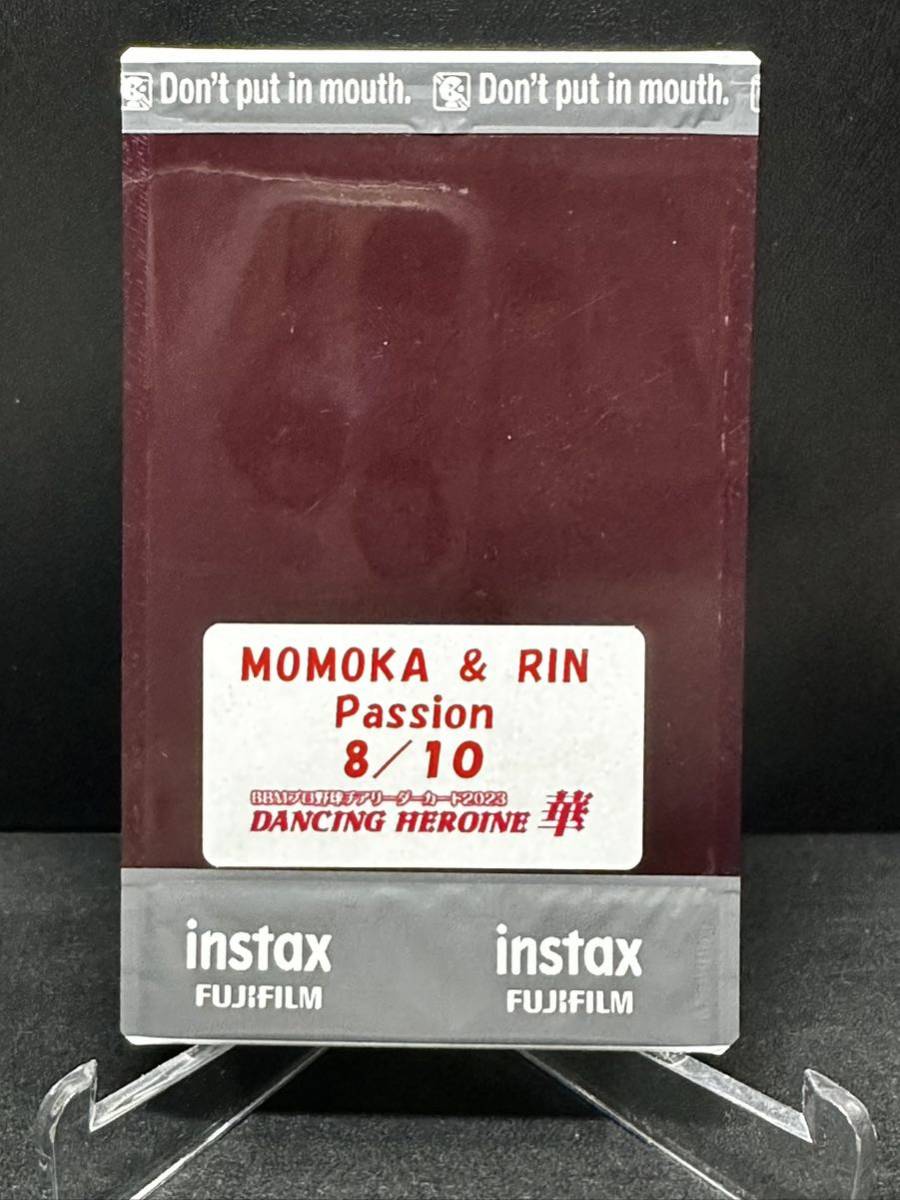 Don't put in mouth. Don't put in mouth.
MOMOKA & RIN
Passion
8/10
BBMプロ野球チアリーダーカード2023
DANCING HEROINE 華
instax instax
FUJIFILM FUJIFILM